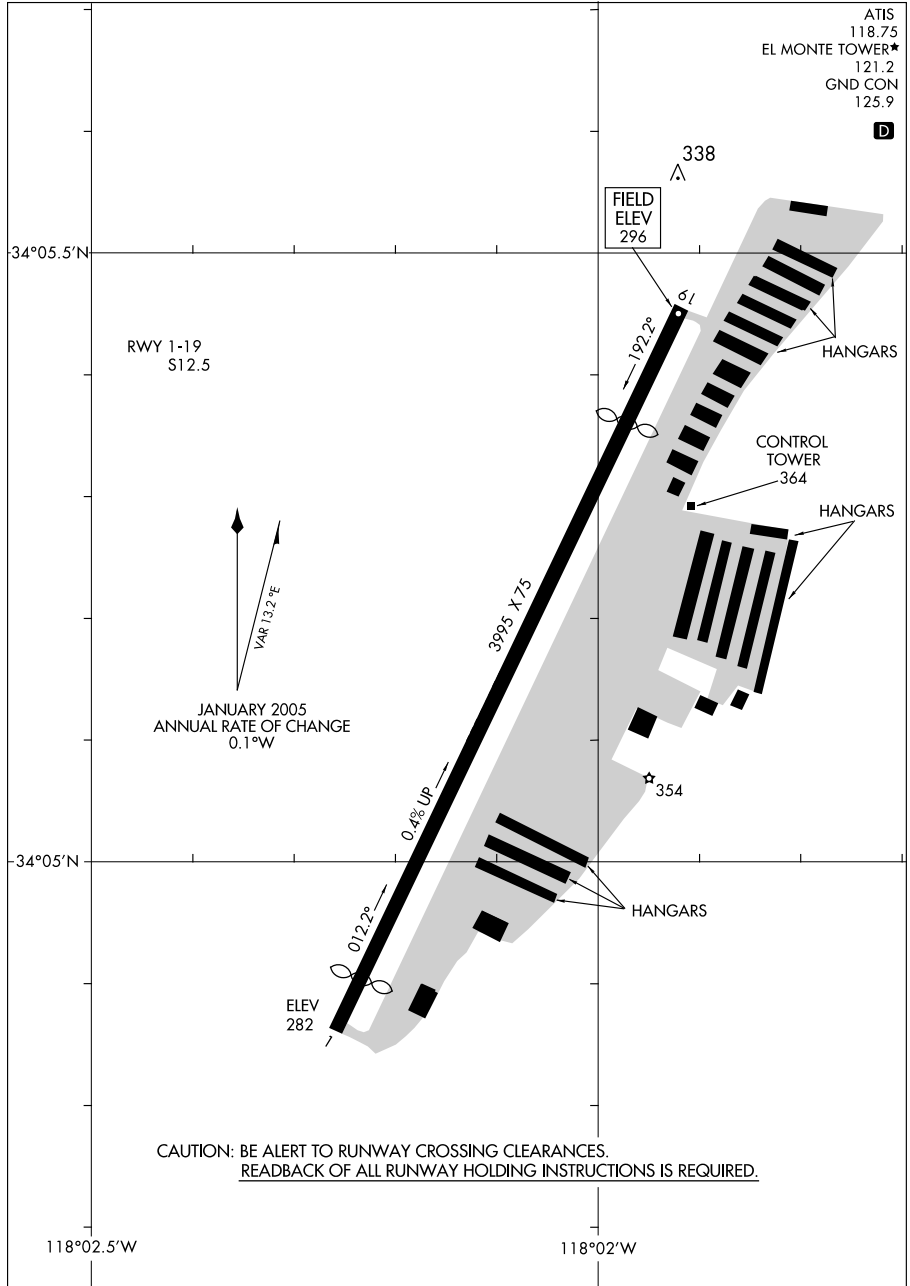 ATIS
118.75
EL MONTE TOWER★
121.2
GND CON
125.9
D
338
FIELD
ELEV
296
34°05.5'N
19
192.2°
RWY 1-19
S12.5
HANGARS
CONTROL
TOWER
364
HANGARS
VAR 13.2 °E
3995 X 75
JANUARY 2005
ANNUAL RATE OF CHANGE
0.1°W
354
0.4% UP
34°05'N
HANGARS
012.2°
ELEV
282
1
CAUTION: BE ALERT TO RUNWAY CROSSING CLEARANCES.
READBACK OF ALL RUNWAY HOLDING INSTRUCTIONS IS REQUIRED.
118°02.5'W
118°02'W